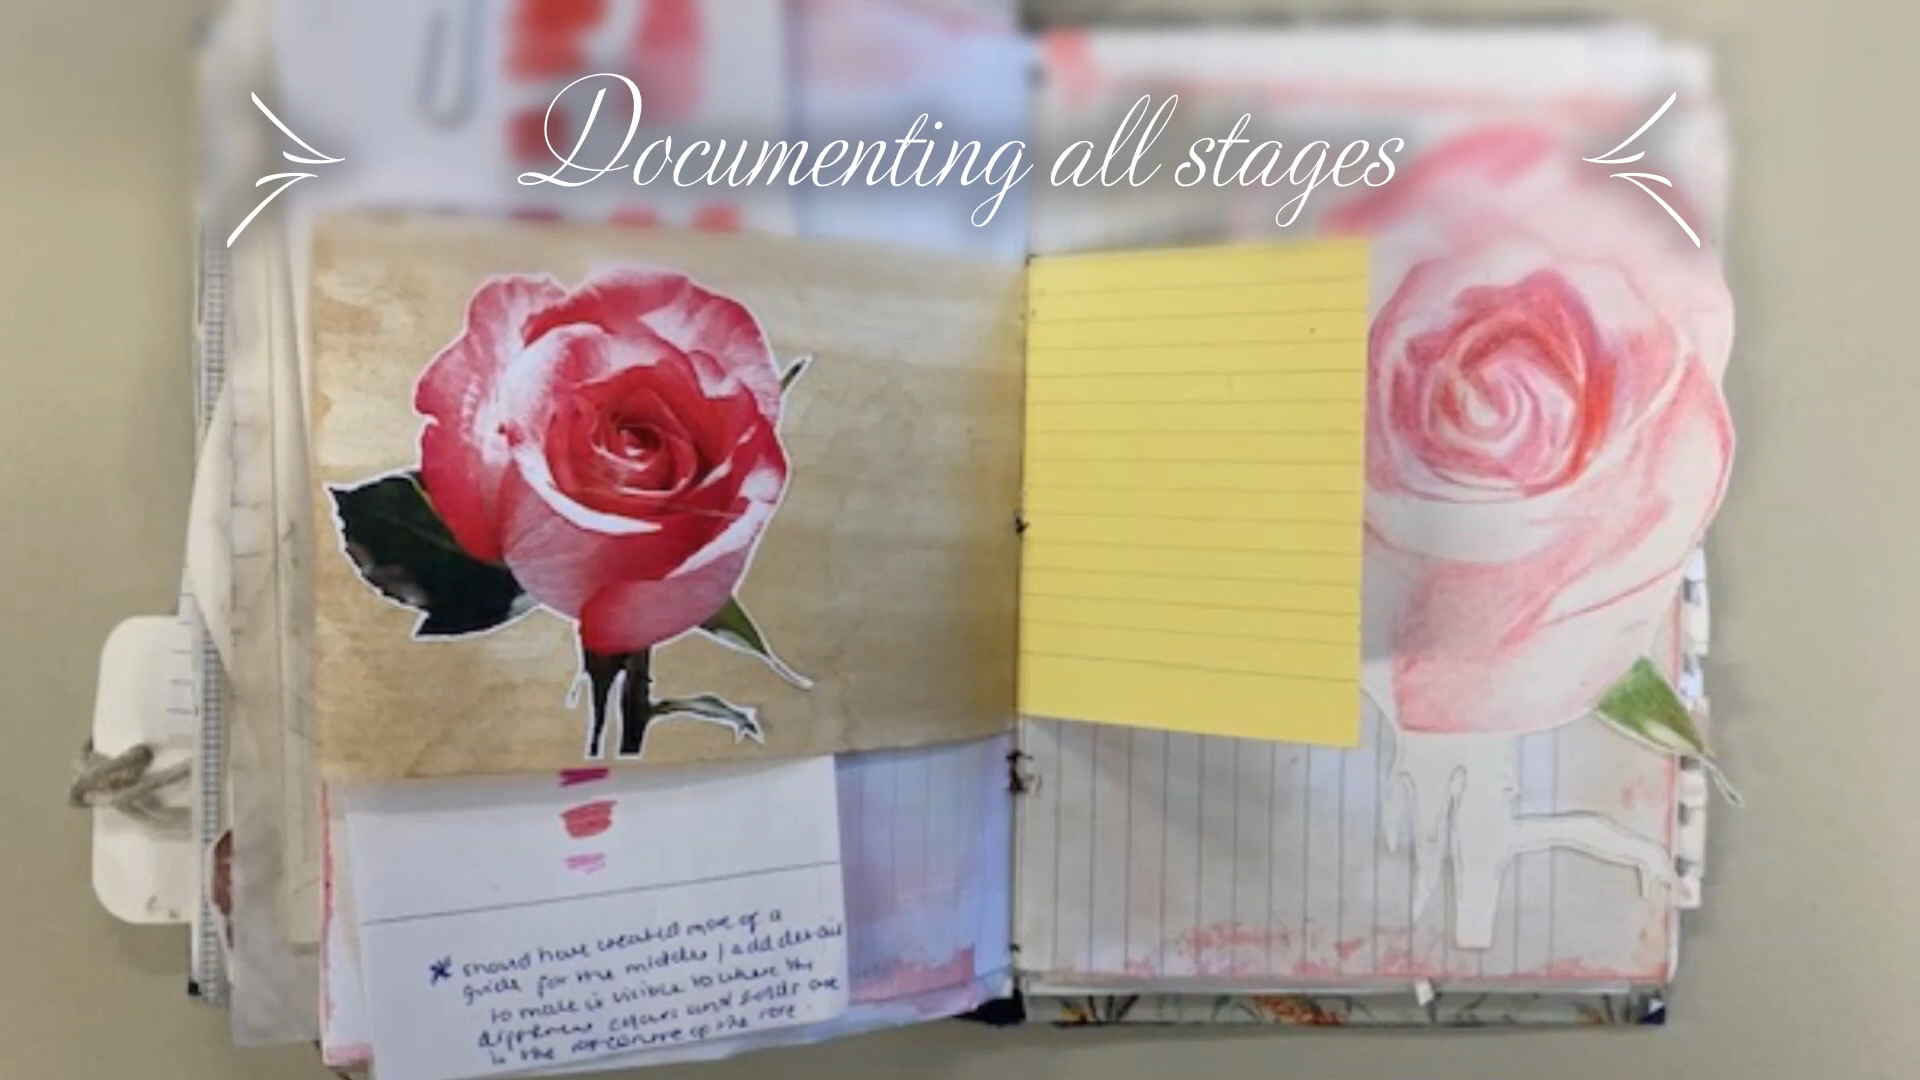 Documenting all stages
* should have created more of a
guide for the middle / add detail
to make it visible to where the
different colours and folds are
in the centre of the rose.